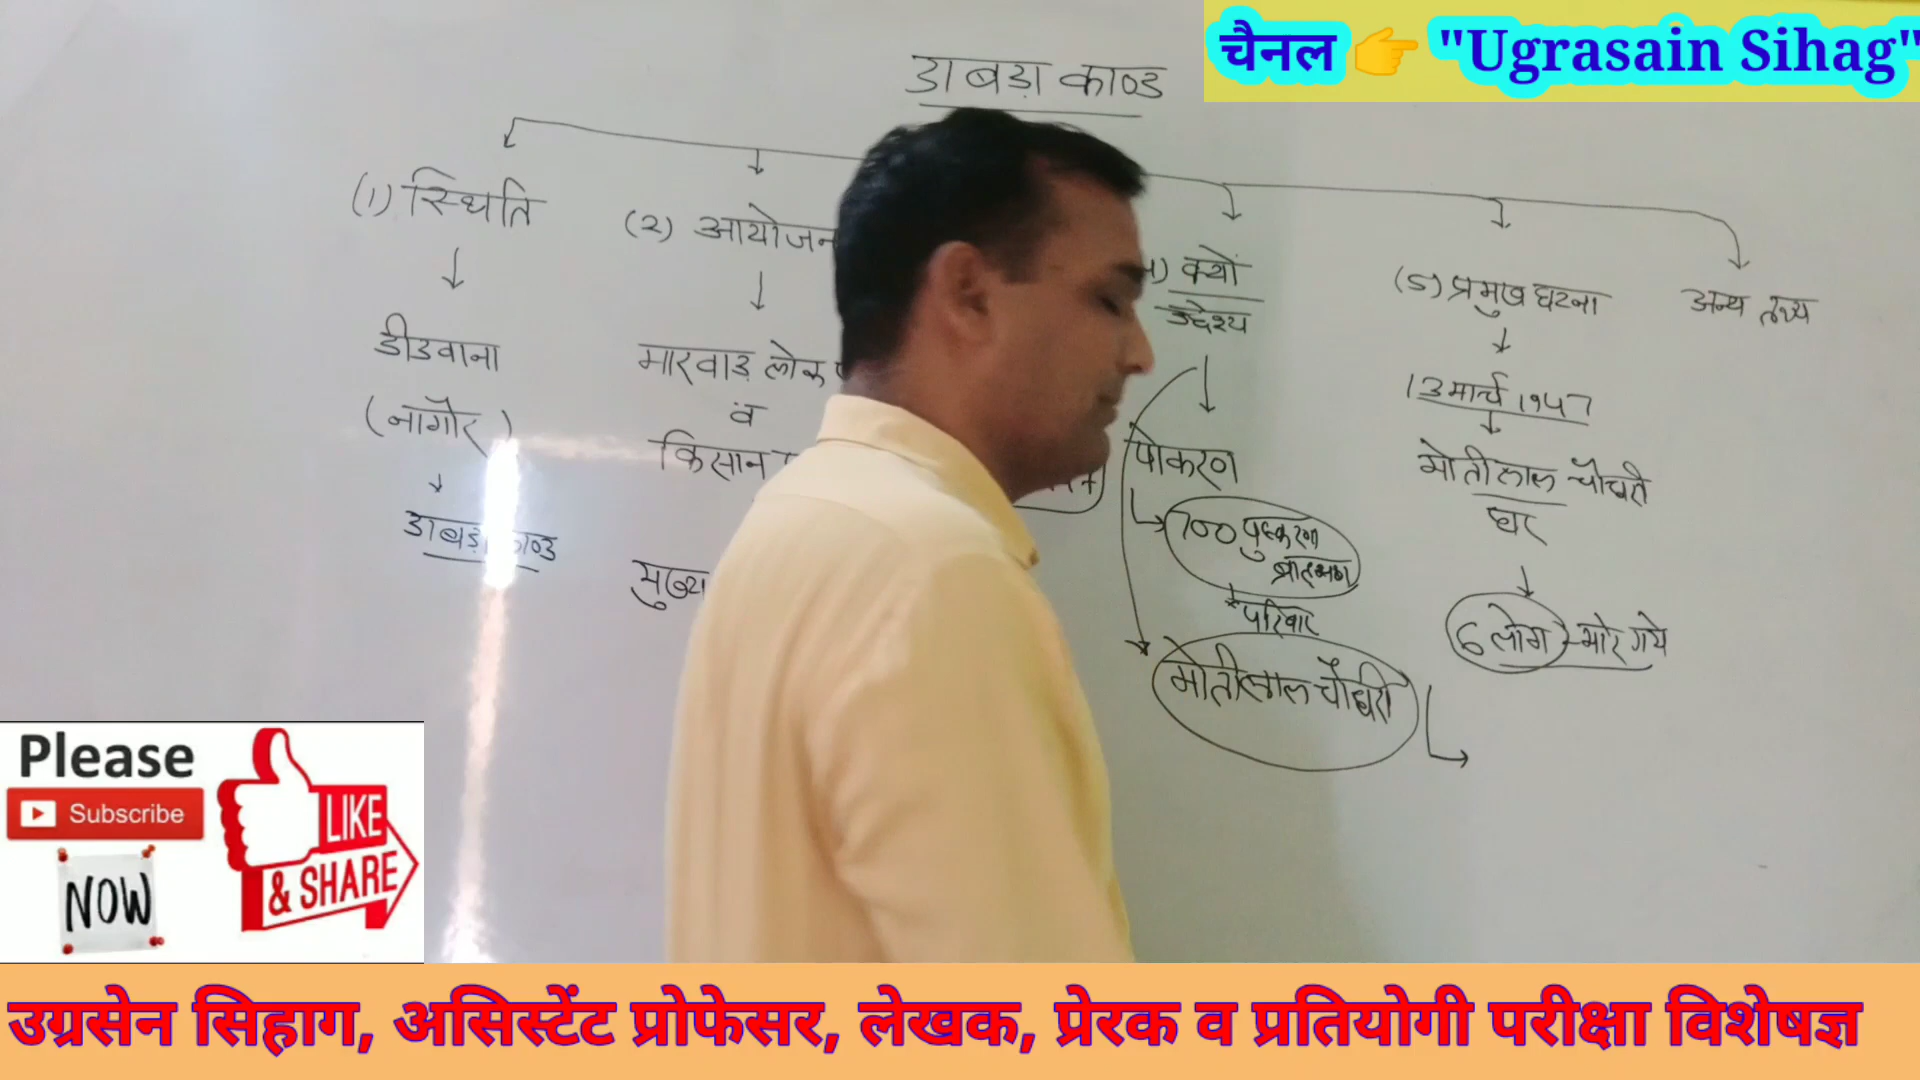 चैनल 👉 "Ugrasain Sihag"
डाबड़ा काण्ड
(1) स्थिति
डीडवाना
(नागौर)
डाबड़ा काण्ड
(2) आयोजन
मारवाड़ लोक
व
किसान
मुख्य
4) क्यों
उद्देश्य
पोकरण
700 पुष्करणा
ब्राह्मण
परिवार
मोतीलाल चौधरी
(5) प्रमुख घटना
13 मार्च 1947
मोतीलाल चौधरी
घर
6 लोग - मारे गये
अन्य तथ्य
Please
Subscribe
NOW
LIKE
& SHARE
उग्रसेन सिहाग, असिस्टेंट प्रोफेसर, लेखक, प्रेरक व प्रतियोगी परीक्षा विशेषज्ञ